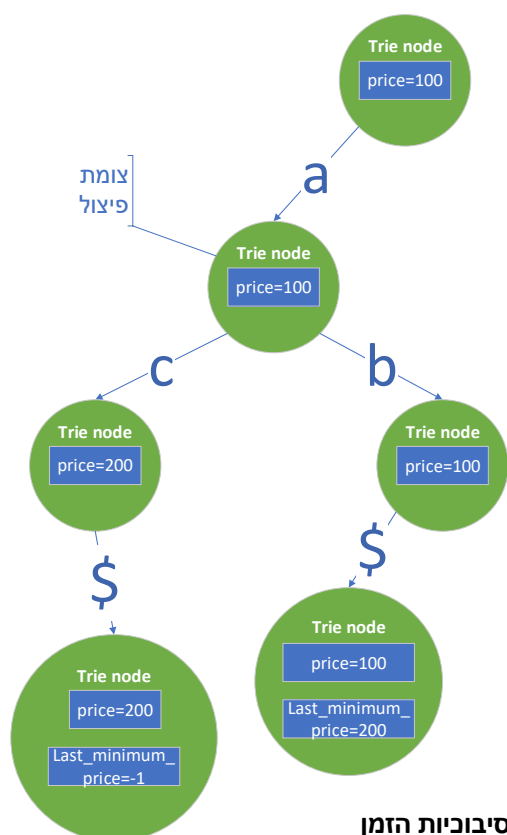 Trie node
price=100
a
צומת
פיצול
Trie node
price=100
c
b
Trie node
price=200
Trie node
price=100
$
$
Trie node
price=100
Last_minimum_
price=200
Trie node
price=200
Last_minimum_
price=-1
סיבוכיות הזמן